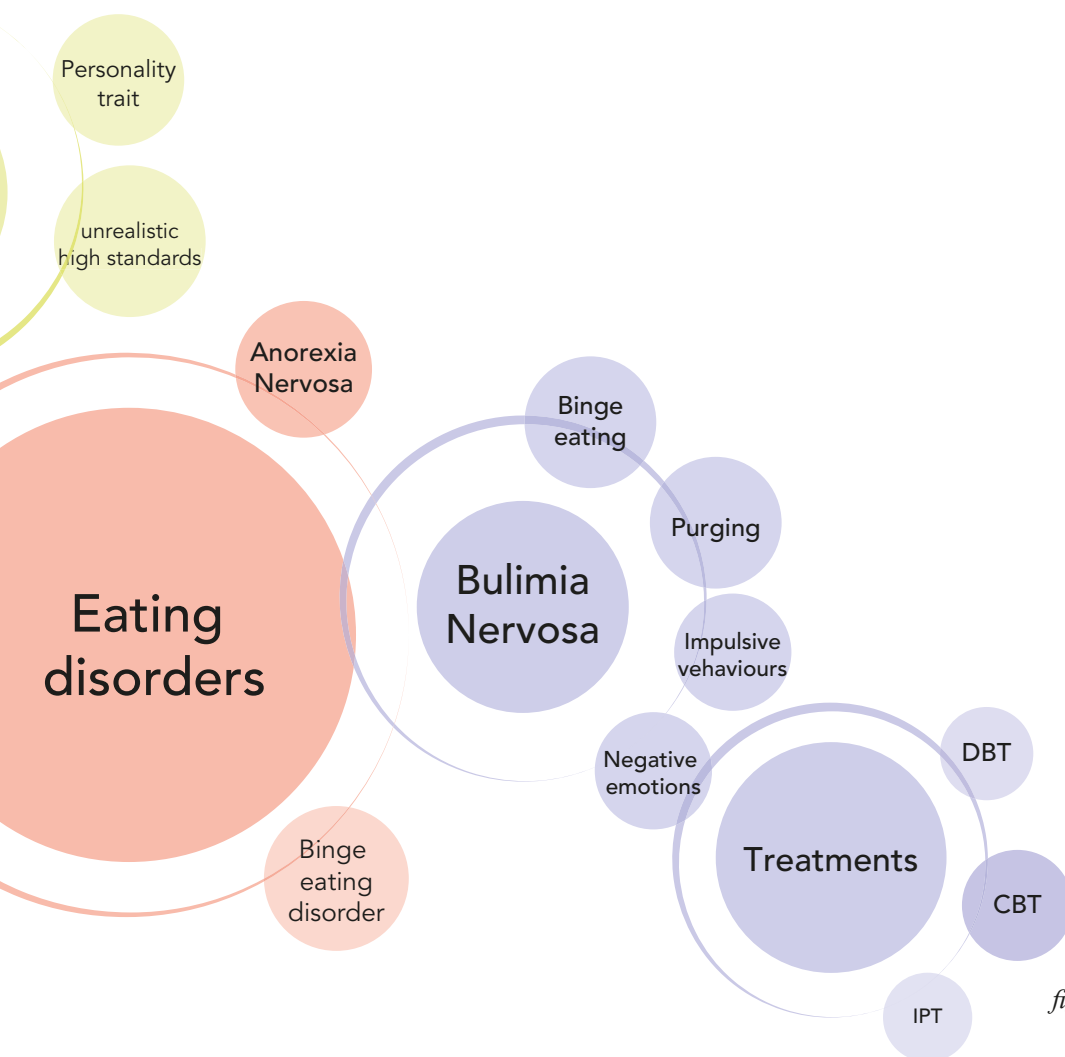 Personality
trait
unrealistic
high standards
Anorexia
Nervosa
Binge
eating
Purging
Bulimia
Nervosa
Impulsive
vehaviours
Eating
disorders
Negative
emotions
DBT
Treatments
Binge
eating
disorder
CBT
IPT